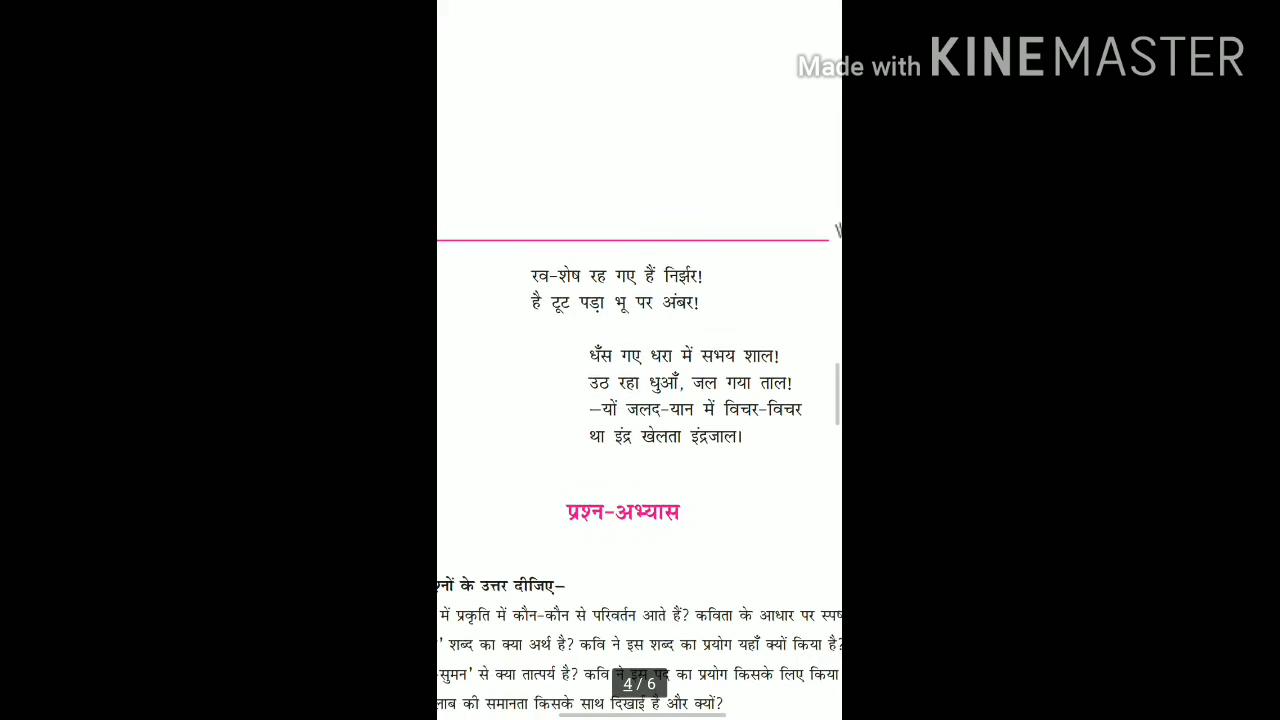 Made with KINEMASTER
रव-शेष रह गए हैं निर्झर!
है टूट पड़ा भू पर अंबर!
धँस गए धरा में सभय शाल!
उठ रहा धुआँ, जल गया ताल!
–यों जलद-यान में विचर-विचर
था इंद्र खेलता इंद्रजाल।
प्रश्न-अभ्यास
के उत्तर दीजिए–
में प्रकृति में कौन-कौन से परिवर्तन आते हैं? कविता के आधार पर
शब्द का क्या अर्थ है? कवि ने इस शब्द का प्रयोग यहाँ क्यों किया है?
-सुमन' से क्या तात्पर्य है? कवि ने इस पद का प्रयोग किसके लिए किया
की समानता किसके साथ दिखाई है और क्यों?
4 / 6